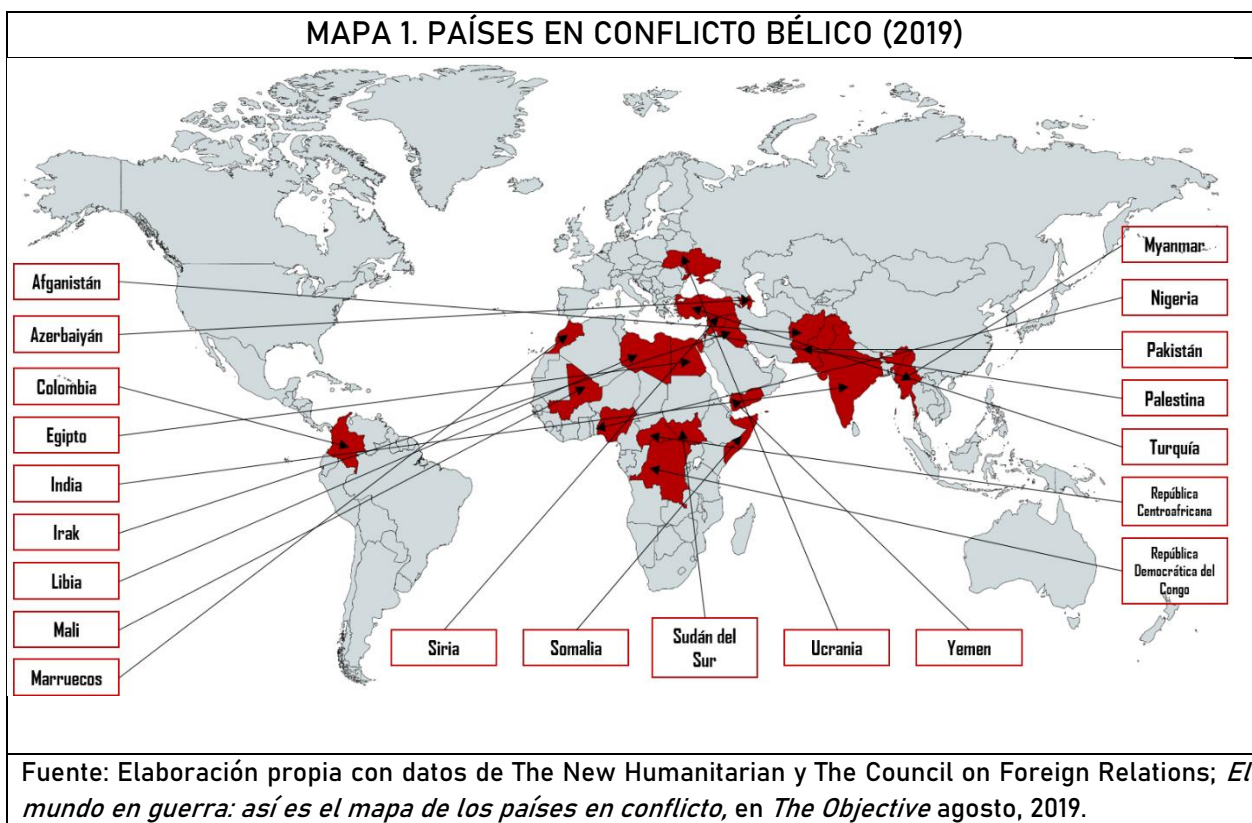 MAPA 1. PAÍSES EN CONFLICTO BÉLICO (2019)
Afganistán
Azerbaiyán
Colombia
Egipto
India
Irak
Libia
Mali
Marruecos
Siria
Somalia
Sudán del
Sur
Ucrania
Yemen
Myanmar
Nigeria
Pakistán
Palestina
Turquía
República
Centroafricana
República
Democrática del
Congo
Fuente: Elaboración propia con datos de The New Humanitarian y The Council on Foreign Relations; El
mundo en guerra: así es el mapa de los países en conflicto, en The Objective agosto, 2019.